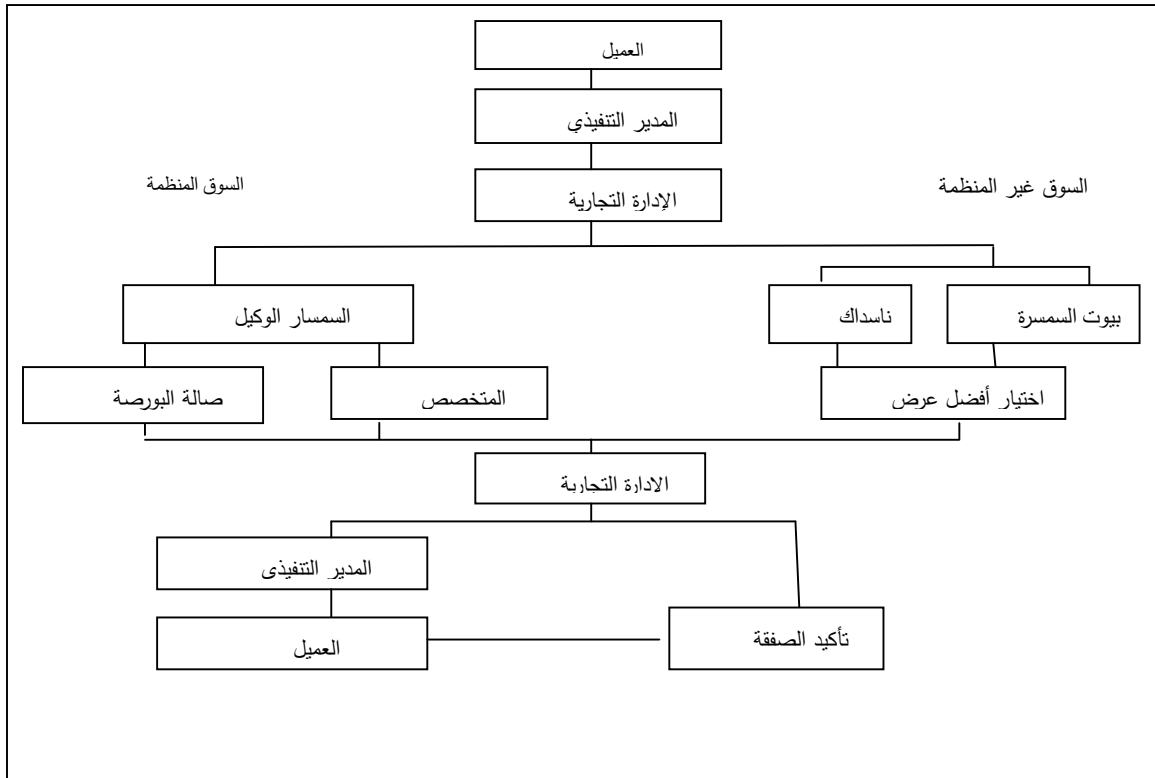 العميل
المدير التنفيذي
السوق غير المنظمة
السوق المنظمة
الإدارة التجارية
بيوت السمسرة
ناسداك
السمسار الوكيل
اختيار أفضل عرض
المتخصص
صالة البورصة
الادارة التجارية
المدير التنفيذى
تأكيد الصفقة
العميل